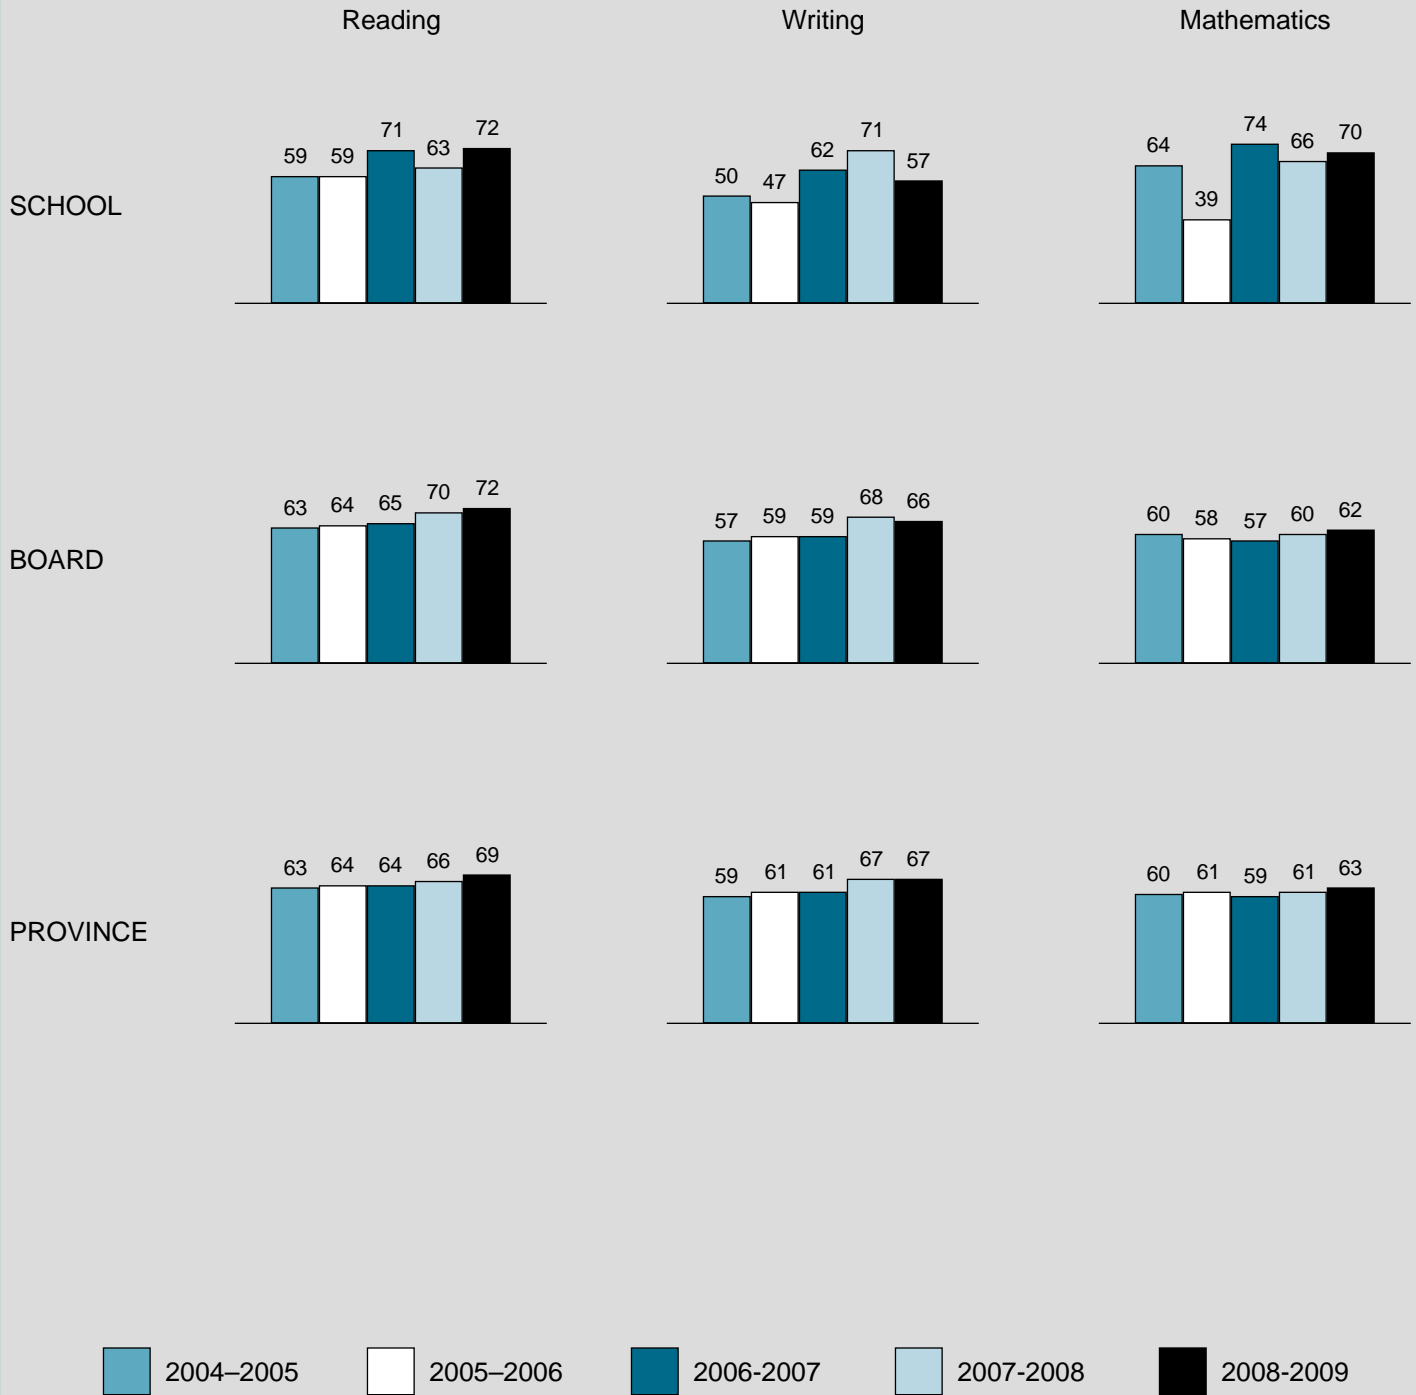 Reading Writing Mathematics
59 59 71 63 72
50 47 62 71 57
64 39 74 66 70
SCHOOL
63 64 65 70 72
57 59 59 68 66
60 58 57 60 62
BOARD
63 64 64 66 69
59 61 61 67 67
60 61 59 61 63
PROVINCE
2004–2005 2005–2006 2006-2007 2007-2008 2008-2009